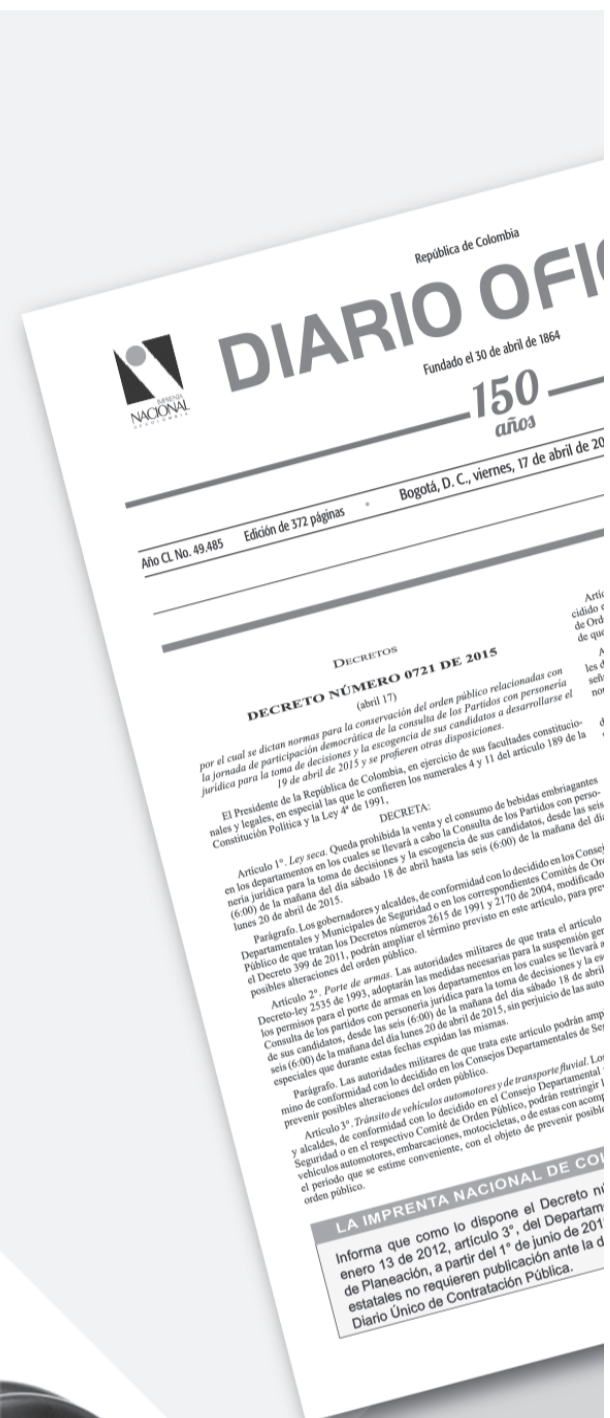 República de Colombia
DIARIO OFIC
Fundado el 30 de abril de 1864
150
años
IMPRENTA
NACIONAL
DE COLOMBIA
Año CL No. 49.485 Edición de 372 páginas • Bogotá, D. C., viernes, 17 de abril de 20
Decretos
DECRETO NÚMERO 0721 DE 2015
(abril 17)
por el cual se dictan normas para la conservación del orden público relacionadas con
la jornada de participación democrática de la consulta de los Partidos con personería
jurídica para la toma de decisiones y la escogencia de sus candidatos a desarrollarse el
19 de abril de 2015 y se profieren otras disposiciones.
El Presidente de la República de Colombia, en ejercicio de sus facultades constitucio-
nales y legales, en especial las que le confieren los numerales 4 y 11 del artículo 189 de la
Constitución Política y la Ley 4ª de 1991,
DECRETA:
Artículo 1°. Ley seca. Queda prohibida la venta y el consumo de bebidas embriagantes
en los departamentos en los cuales se llevará a cabo la Consulta de los Partidos con perso-
nería jurídica para la toma de decisiones y la escogencia de sus candidatos, desde las seis
(6:00) de la mañana del día sábado 18 de abril hasta las seis (6:00) de la mañana del día
lunes 20 de abril de 2015.
Parágrafo. Los gobernadores y alcaldes, de conformidad con lo decidido en los Consej
Departamentales y Municipales de Seguridad o en los correspondientes Comités de Ord
Público de que tratan los Decretos números 2615 de 1991 y 2170 de 2004, modificado
el Decreto 399 de 2011, podrán ampliar el término previsto en este artículo, para prev
posibles alteraciones del orden público.
Artículo 2°. Porte de armas. Las autoridades militares de que trata el artículo
Decreto-ley 2535 de 1993, adoptarán las medidas necesarias para la suspensión gen
los permisos para el porte de armas en los departamentos en los cuales se llevará a
Consulta de los partidos con personería jurídica para la toma de decisiones y la es
de sus candidatos, desde las seis (6:00) de la mañana del día sábado 18 de abril
seis (6:00) de la mañana del día lunes 20 de abril de 2015, sin perjuicio de las auto
especiales que durante estas fechas expidan las mismas.
Parágrafo. Las autoridades militares de que trata este artículo podrán ampl
mino de conformidad con lo decidido en los Consejos Departamentales de Seg
prevenir posibles alteraciones del orden público.
Artículo 3°. Tránsito de vehículos automotores y de transporte fluvial. Los
y alcaldes, de conformidad con lo decidido en el Consejo Departamental
Seguridad o en el respectivo Comité de Orden Público, podrán restringir l
vehículos automotores, embarcaciones, motocicletas, o de estas con acomp
el período que se estime conveniente, con el objeto de prevenir posibl
orden público.
Artíc
cidido e
de Ord
de que
A
les d
seña
nor
LA IMPRENTA NACIONAL DE COL
Informa que como lo dispone el Decreto nú
enero 13 de 2012, artículo 3°, del Departam
de Planeación, a partir del 1° de junio de 201
estatales no requieren publicación ante la d
Diario Único de Contratación Pública.